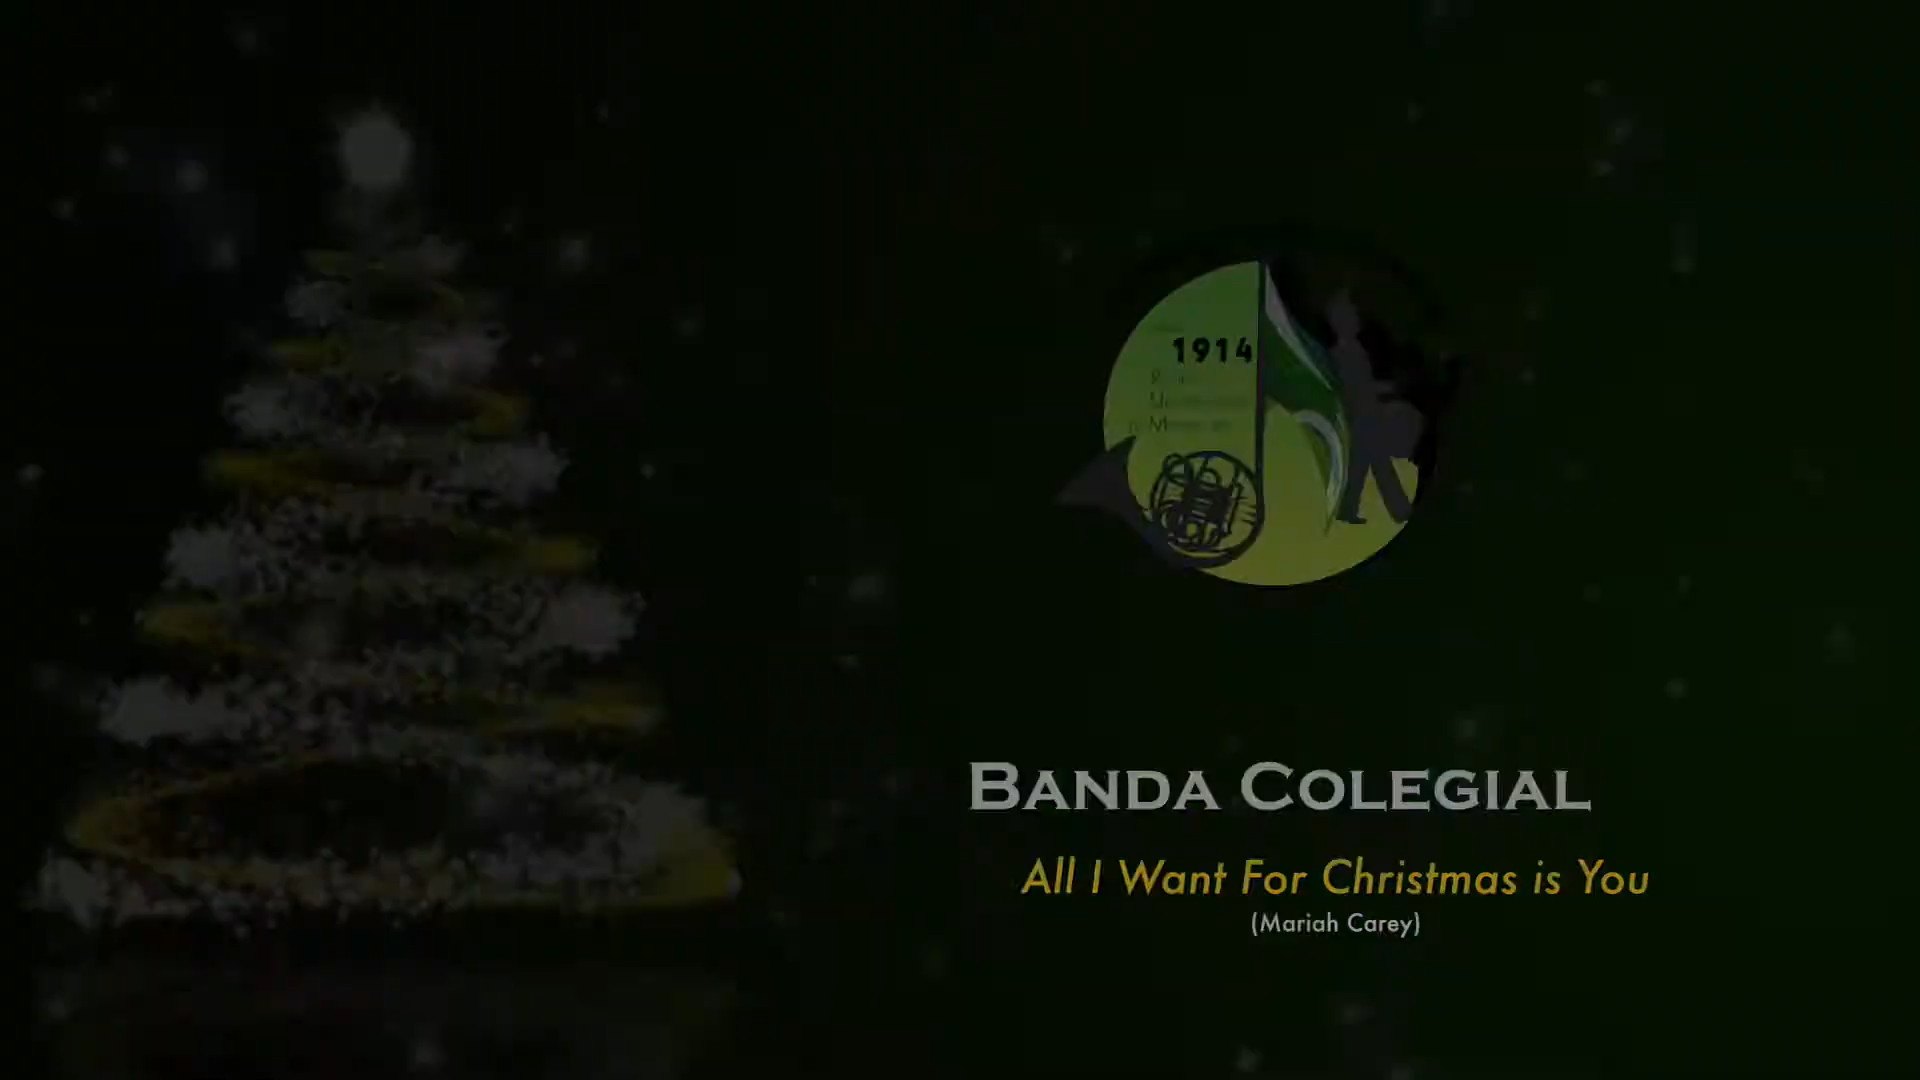 1914
BANDA COLEGIAL
All I Want For Christmas is You
(Mariah Carey)